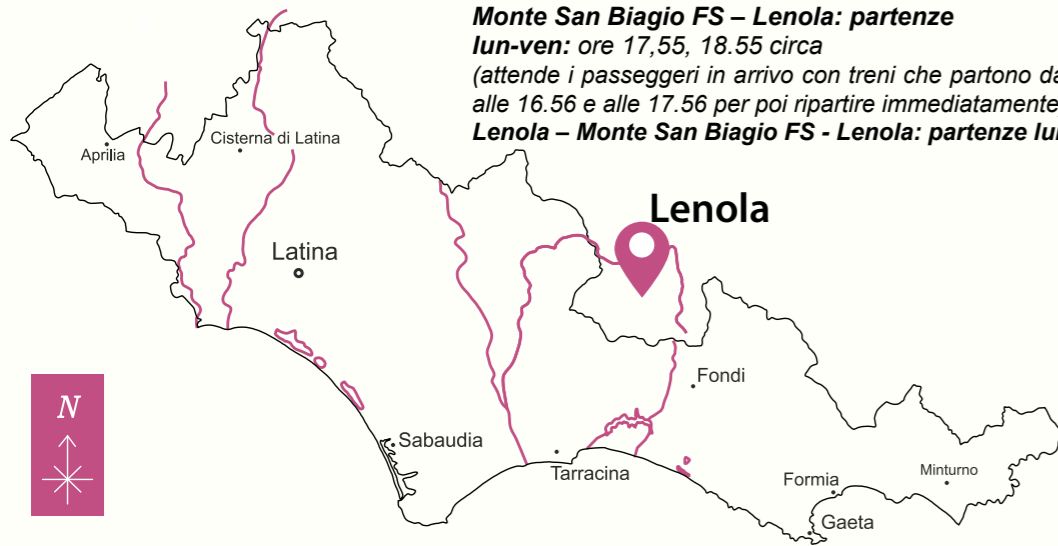 Monte San Biagio FS – Lenola: partenze
lun-ven: ore 17,55, 18.55 circa
(attende i passeggeri in arrivo con treni che partono da
alle 16.56 e alle 17.56 per poi ripartire immediatamente
Lenola – Monte San Biagio FS - Lenola: partenze lun
Aprilia
Cisterna di Latina
Lenola
Latina
Fondi
N
Sabaudia
Tarracina
Formia
Minturno
Gaeta